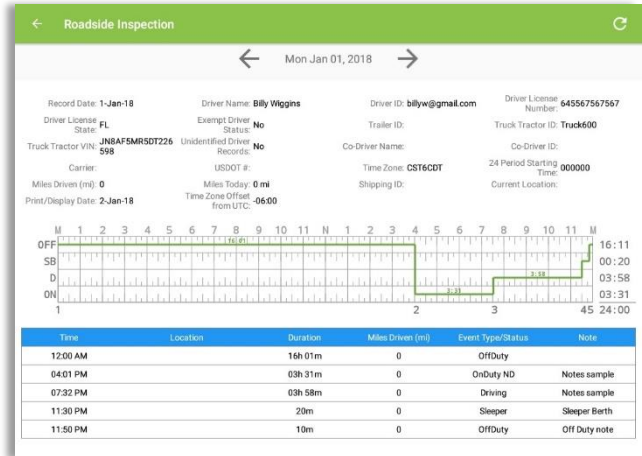 Roadside Inspection
Mon Jan 01, 2018
Record Date: 1-Jan-18 Driver Name: Billy Wiggins Driver ID: billyw@gmail.com Driver License Number: 645567567567
Driver License State: FL Exempt Driver Status: No Trailer ID: Truck Tractor ID: Truck600
Truck Tractor VIN: JN8AF5MR5DT226598 Unidentified Driver Records: No Co-Driver Name: Co-Driver ID:
Carrier: USDOT #: Time Zone: CST6CDT 24 Period Starting Time: 000000
Miles Driven (mi): 0 Miles Today: 0 mi Shipping ID: Current Location:
Print/Display Date: 2-Jan-18 Time Zone Offset from UTC: -06:00
M 1 2 3 4 5 6 7 8 9 10 11 N 1 2 3 4 5 6 7 8 9 10 11 M
OFF 16:01 16:11
SB 00:20
D 3:58 03:58
ON 3:31 03:31
1 2 3 45 24:00
Time Location Duration Miles Driven (mi) Event Type/Status Note
12:00 AM 16h 01m 0 OffDuty
04:01 PM 03h 31m 0 OnDuty ND Notes sample
07:32 PM 03h 58m 0 Driving Notes sample
11:30 PM 20m 0 Sleeper Sleeper Berth
11:50 PM 10m 0 OffDuty Off Duty note